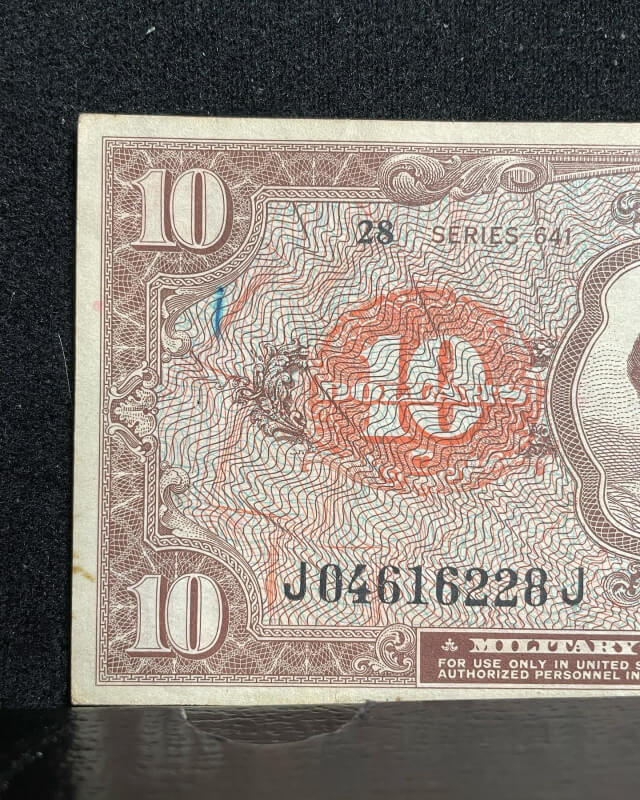 10
28 SERIES 641
10
J04616228J
10
MILITARY
FOR USE ONLY IN UNITED S
AUTHORIZED PERSONNEL IN